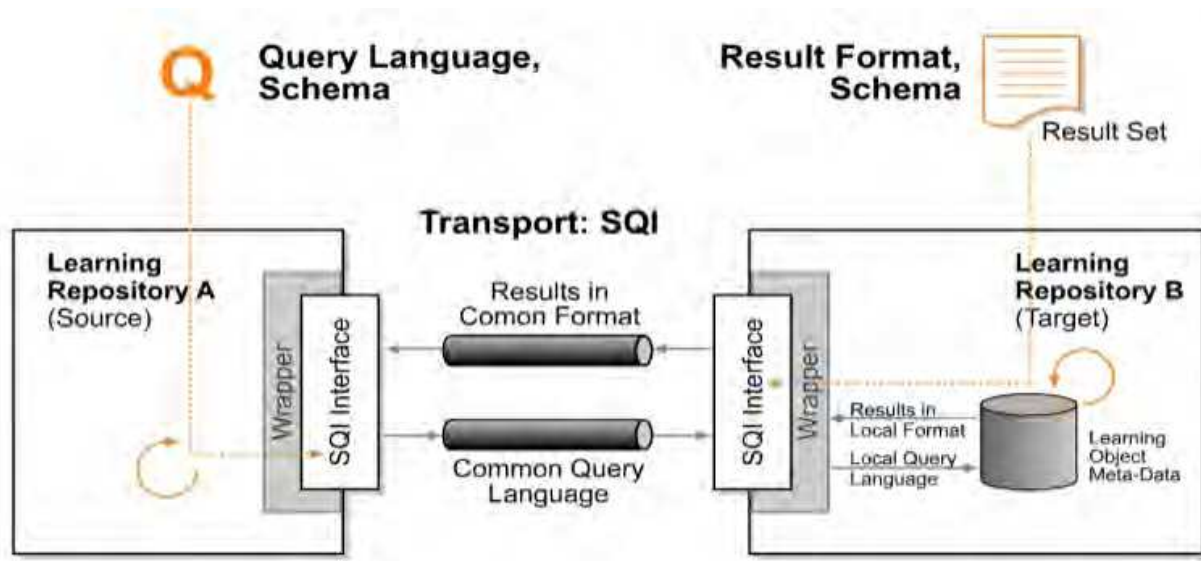 Q
Query Language,
Schema
Result Format,
Schema
Result Set
Transport: SQI
Learning
Repository A
(Source)
Wrapper
SQI Interface
Results in
Comon Format
Common Query
Language
SQI Interface
Wrapper
Learning
Repository B
(Target)
Results in
Local Format
Local Query
Language
Learning
Object
Meta-Data